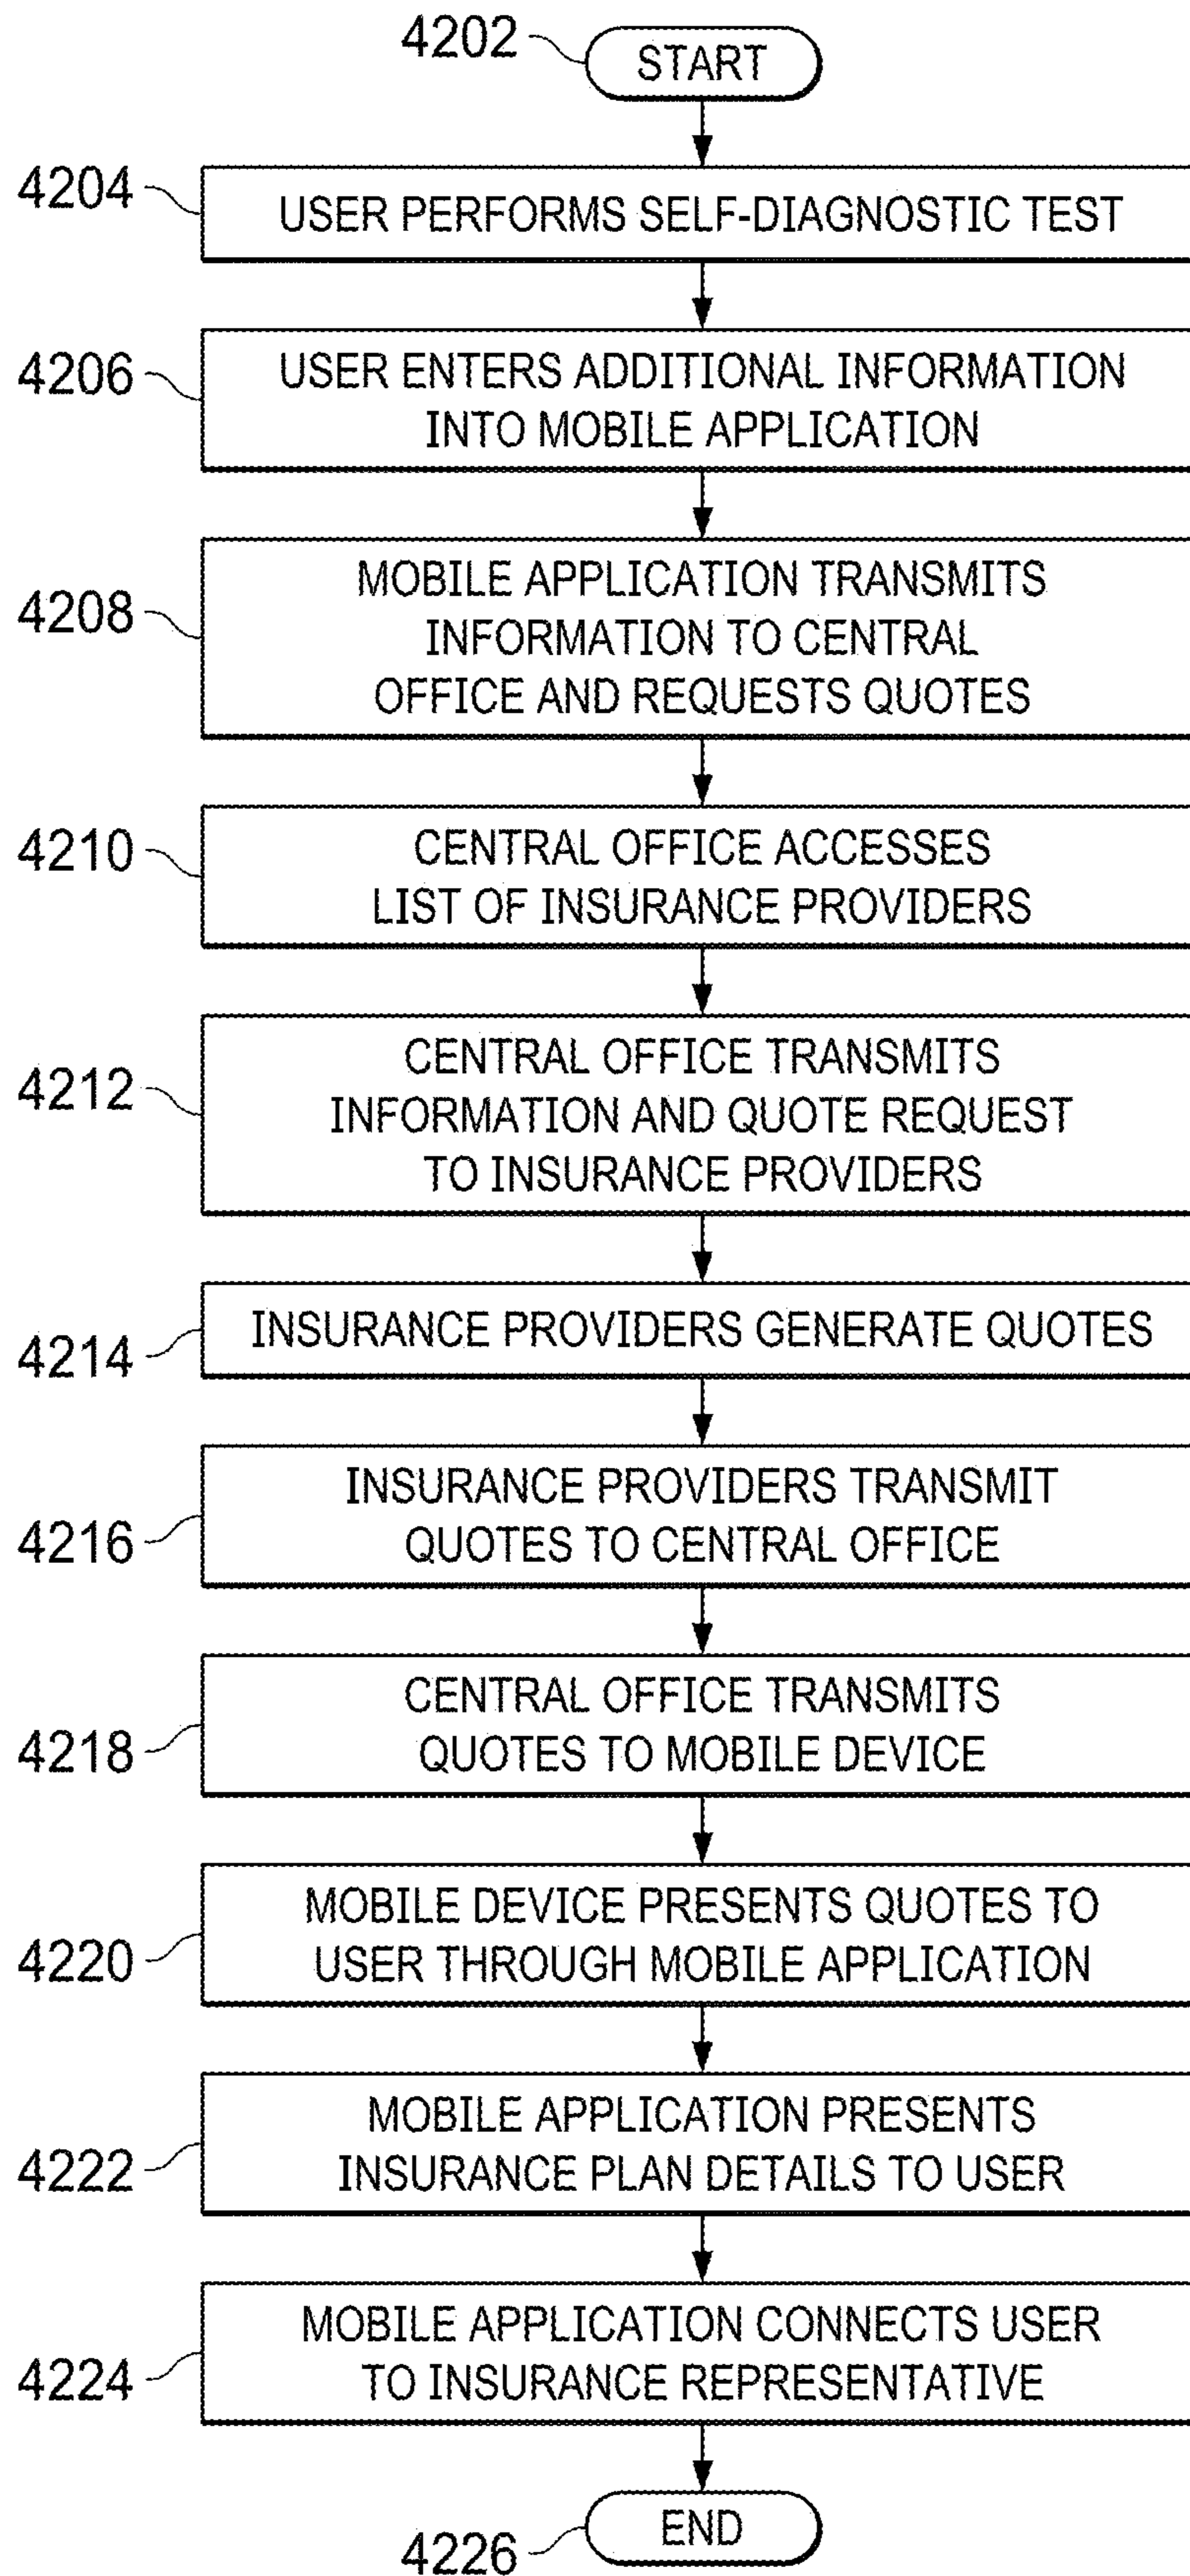 4202
START
4204
USER PERFORMS SELF-DIAGNOSTIC TEST
4206
USER ENTERS ADDITIONAL INFORMATION
INTO MOBILE APPLICATION
4208
MOBILE APPLICATION TRANSMITS
INFORMATION TO CENTRAL
OFFICE AND REQUESTS QUOTES
4210
CENTRAL OFFICE ACCESSES
LIST OF INSURANCE PROVIDERS
4212
CENTRAL OFFICE TRANSMITS
INFORMATION AND QUOTE REQUEST
TO INSURANCE PROVIDERS
4214
INSURANCE PROVIDERS GENERATE QUOTES
4216
INSURANCE PROVIDERS TRANSMIT
QUOTES TO CENTRAL OFFICE
4218
CENTRAL OFFICE TRANSMITS
QUOTES TO MOBILE DEVICE
4220
MOBILE DEVICE PRESENTS QUOTES TO
USER THROUGH MOBILE APPLICATION
4222
MOBILE APPLICATION PRESENTS
INSURANCE PLAN DETAILS TO USER
4224
MOBILE APPLICATION CONNECTS USER
TO INSURANCE REPRESENTATIVE
4226
END